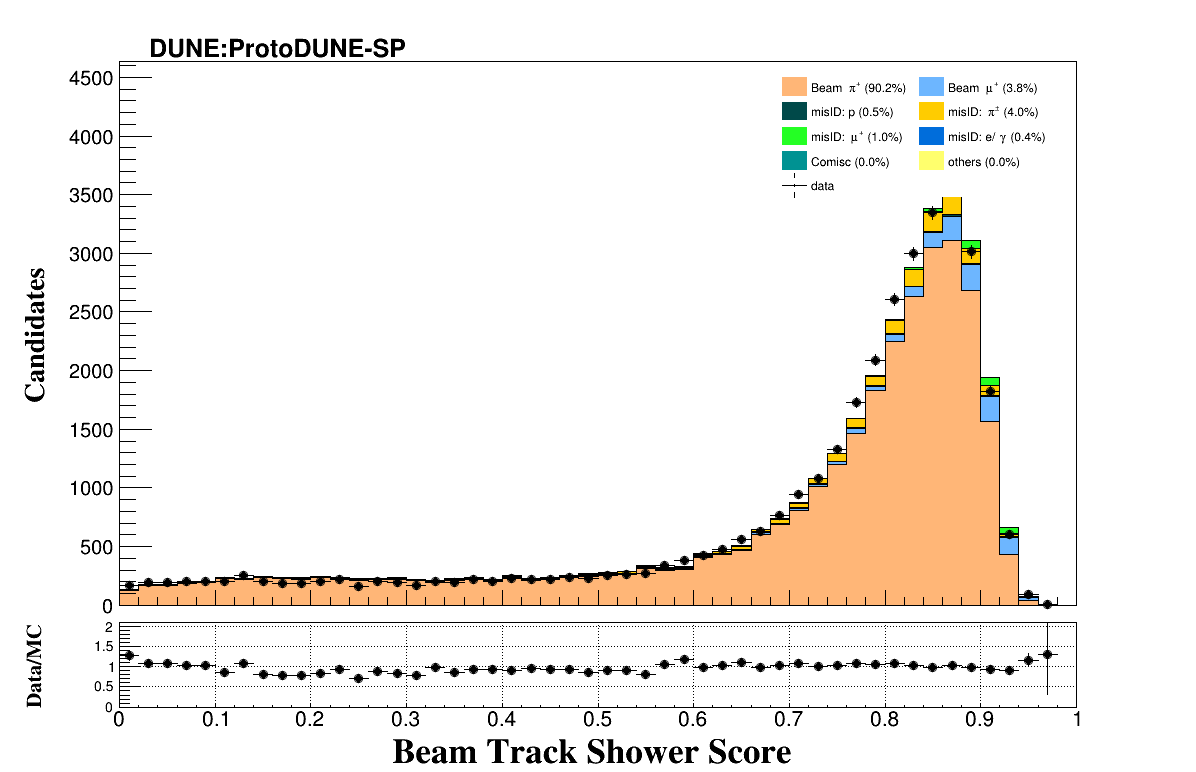 DUNE:ProtoDUNE-SP
4500
4000
3500
3000
2500
2000
1500
1000
500
0
Candidates
Beam π⁺ (90.2%)
Beam μ⁺ (3.8%)
misID: p (0.5%)
misID: π± (4.0%)
misID: μ⁺ (1.0%)
misID: e/ γ (0.4%)
Comisc (0.0%)
others (0.0%)
data
2
1.5
1
0.5
0
Data/MC
0 0.1 0.2 0.3 0.4 0.5 0.6 0.7 0.8 0.9 1
Beam Track Shower Score